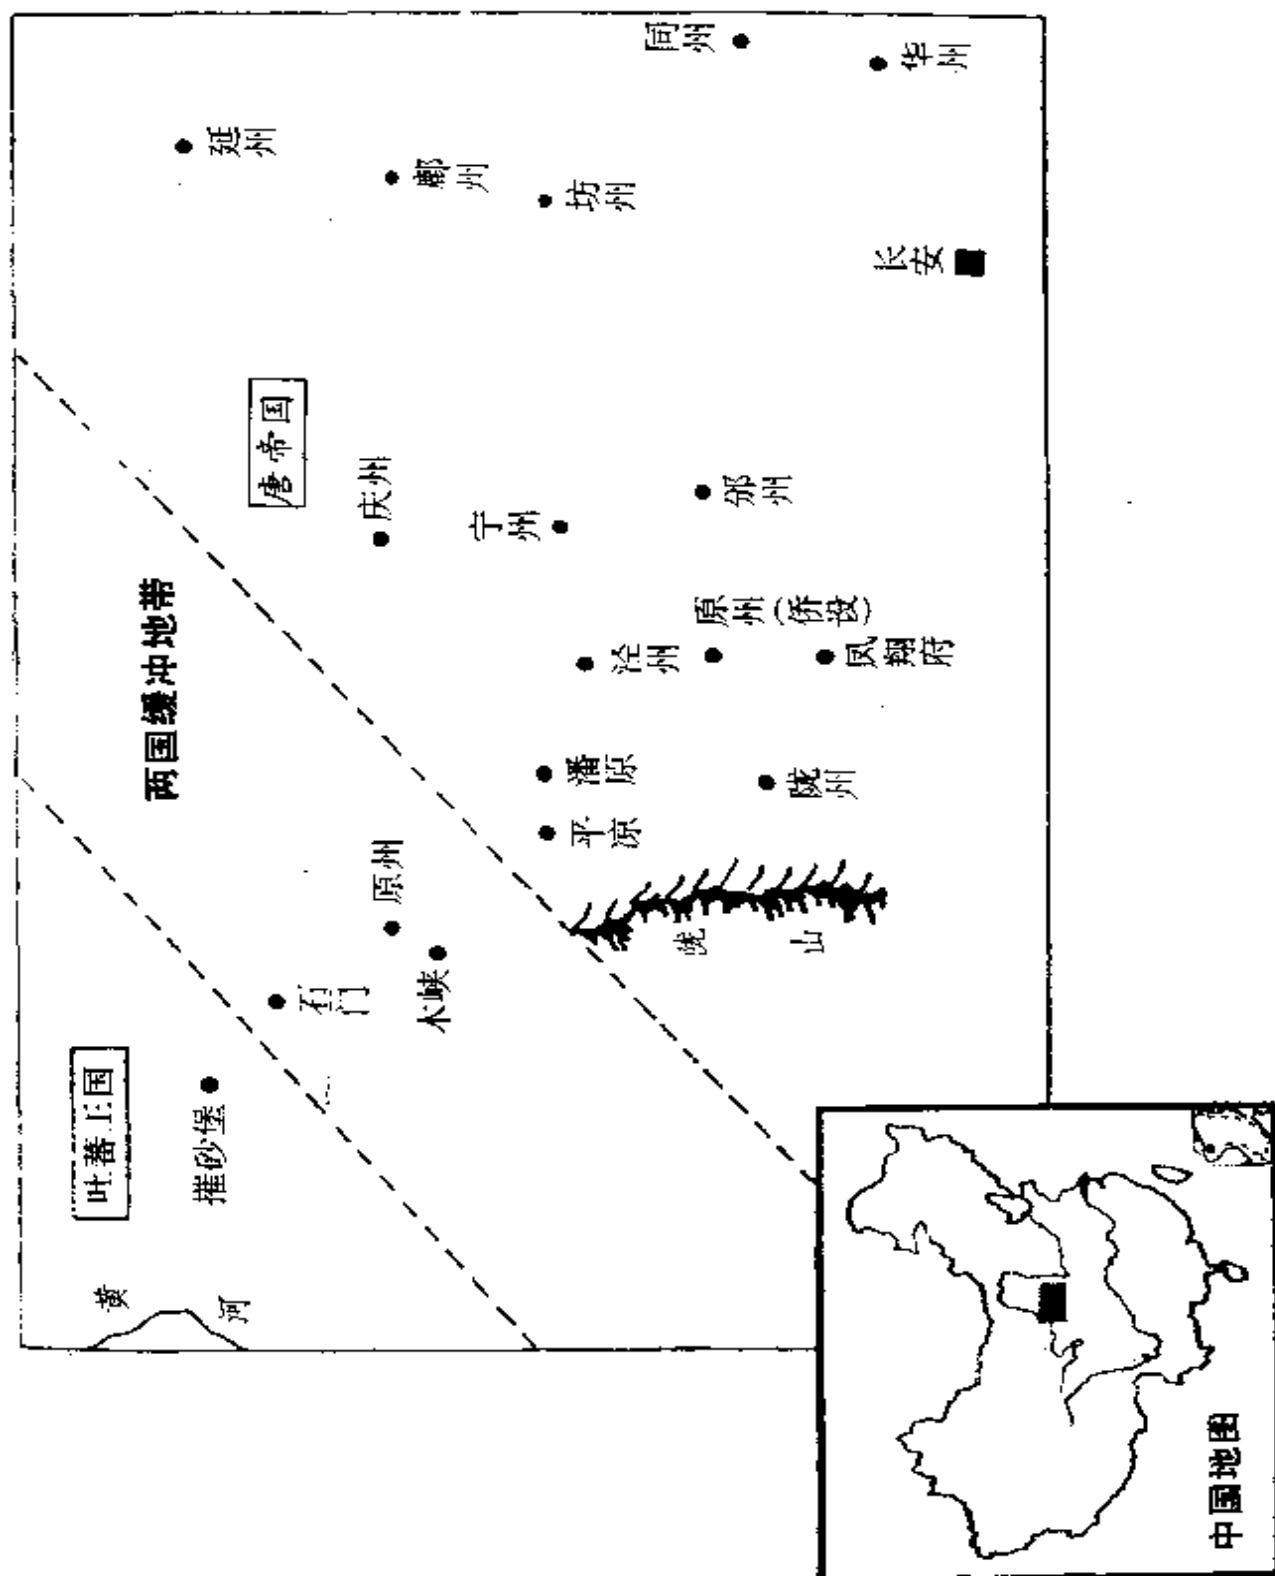 吐蕃王国
黄
河
两国缓冲地带
摧砂堡
延州
唐帝国
石门
原州
庆州
鄜州
木峡
宁州
平凉
潘原
坊州
泾州
陇
山
同州
原州(侨设)
邠州
陇州
凤翔府
长安
华州
中国地图